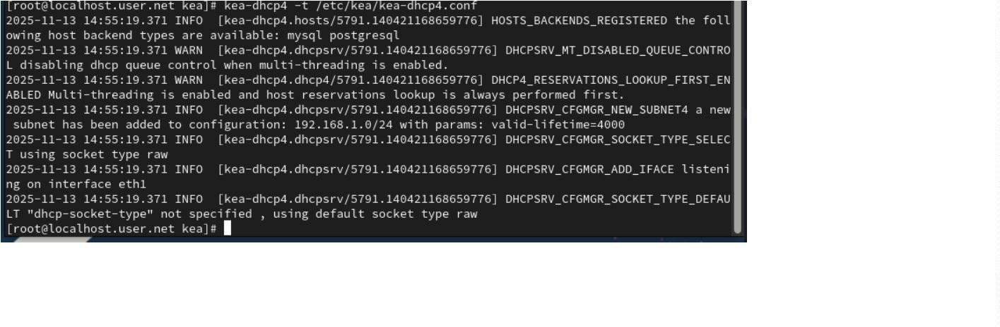 [root@localhost.user.net kea]# kea-dhcp4 -t /etc/kea/kea-dhcp4.conf
2025-11-13 14:55:19.371 INFO  [kea-dhcp4.hosts/5791.140421168659776] HOSTS_BACKENDS_REGISTERED the foll
owing host backend types are available: mysql postgresql
2025-11-13 14:55:19.371 WARN  [kea-dhcp4.dhcpsrv/5791.140421168659776] DHCPSRV_MT_DISABLED_QUEUE_CONTRO
L disabling dhcp queue control when multi-threading is enabled.
2025-11-13 14:55:19.371 WARN  [kea-dhcp4.dhcp4/5791.140421168659776] DHCP4_RESERVATIONS_LOOKUP_FIRST_EN
ABLED Multi-threading is enabled and host reservations lookup is always performed first.
2025-11-13 14:55:19.371 INFO  [kea-dhcp4.dhcpsrv/5791.140421168659776] DHCPSRV_CFGMGR_NEW_SUBNET4 a new
 subnet has been added to configuration: 192.168.1.0/24 with params: valid-lifetime=4000
2025-11-13 14:55:19.371 INFO  [kea-dhcp4.dhcpsrv/5791.140421168659776] DHCPSRV_CFGMGR_SOCKET_TYPE_SELEC
T using socket type raw
2025-11-13 14:55:19.371 INFO  [kea-dhcp4.dhcpsrv/5791.140421168659776] DHCPSRV_CFGMGR_ADD_IFACE listeni
ng on interface eth1
2025-11-13 14:55:19.371 INFO  [kea-dhcp4.dhcpsrv/5791.140421168659776] DHCPSRV_CFGMGR_SOCKET_TYPE_DEFAU
LT "dhcp-socket-type" not specified , using default socket type raw
[root@localhost.user.net kea]#